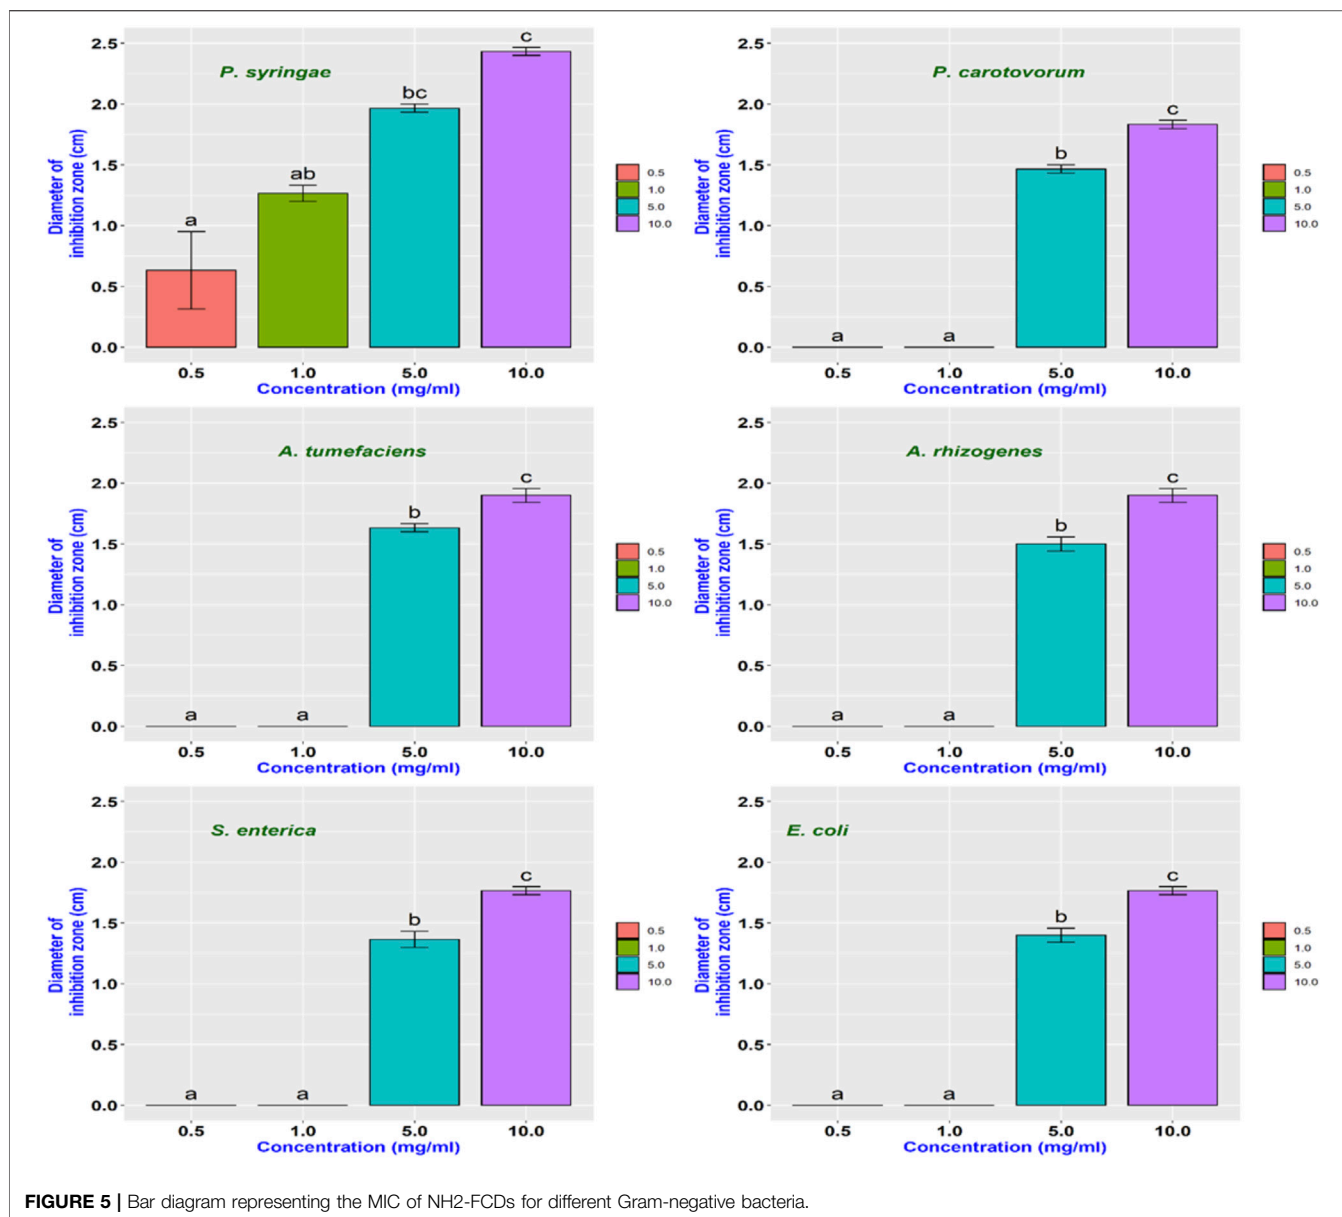 P. syringae
Diameter of
inhibition zone (cm)
2.5
2.0
1.5
1.0
0.5
0.0
a
ab
bc
c
0.5
1.0
5.0
10.0
Concentration (mg/ml)
0.5
1.0
5.0
10.0
P. carotovorum
Diameter of
inhibition zone (cm)
2.5
2.0
1.5
1.0
0.5
0.0
a
a
b
c
0.5
1.0
5.0
10.0
Concentration (mg/ml)
0.5
1.0
5.0
10.0
A. tumefaciens
Diameter of
inhibition zone (cm)
2.5
2.0
1.5
1.0
0.5
0.0
a
a
b
c
0.5
1.0
5.0
10.0
Concentration (mg/ml)
0.5
1.0
5.0
10.0
A. rhizogenes
Diameter of
inhibition zone (cm)
2.5
2.0
1.5
1.0
0.5
0.0
a
a
b
c
0.5
1.0
5.0
10.0
Concentration (mg/ml)
0.5
1.0
5.0
10.0
S. enterica
Diameter of
inhibition zone (cm)
2.5
2.0
1.5
1.0
0.5
0.0
a
a
b
c
0.5
1.0
5.0
10.0
Concentration (mg/ml)
0.5
1.0
5.0
10.0
E. coli
Diameter of
inhibition zone (cm)
2.5
2.0
1.5
1.0
0.5
0.0
a
a
b
c
0.5
1.0
5.0
10.0
Concentration (mg/ml)
0.5
1.0
5.0
10.0
FIGURE 5 | Bar diagram representing the MIC of NH2-FCDs for different Gram-negative bacteria.